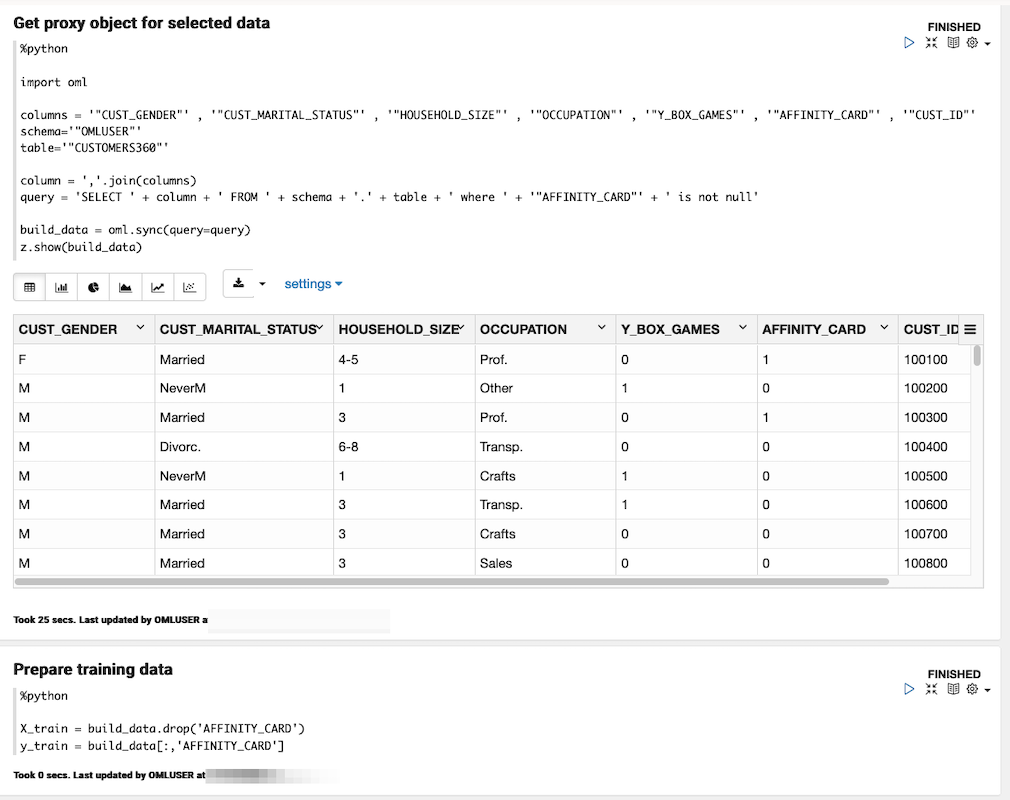 Get proxy object for selected data
FINISHED
%python
import oml
columns = '"CUST_GENDER"' , '"CUST_MARITAL_STATUS"' , '"HOUSEHOLD_SIZE"' , '"OCCUPATION"' , '"Y_BOX_GAMES"' , '"AFFINITY_CARD"' , '"CUST_ID"'
schema='"OMLUSER"'
table='"CUSTOMERS360"'
column = ','.join(columns)
query = 'SELECT ' + column + ' FROM ' + schema + '.' + table + ' where ' + '"AFFINITY_CARD"' + ' is not null'
build_data = oml.sync(query=query)
z.show(build_data)
settings
CUST_GENDER CUST_MARITAL_STATUS HOUSEHOLD_SIZE OCCUPATION Y_BOX_GAMES AFFINITY_CARD CUST_ID
F Married 4-5 Prof. 0 1 100100
M NeverM 1 Other 1 0 100200
M Married 3 Prof. 0 1 100300
M Divorc. 6-8 Transp. 0 0 100400
M NeverM 1 Crafts 1 0 100500
M Married 3 Transp. 1 0 100600
M Married 3 Crafts 0 0 100700
M Married 3 Sales 0 0 100800
Took 25 secs. Last updated by OMLUSER a
Prepare training data
FINISHED
%python
X_train = build_data.drop('AFFINITY_CARD')
y_train = build_data[:,'AFFINITY_CARD']
Took 0 secs. Last updated by OMLUSER at